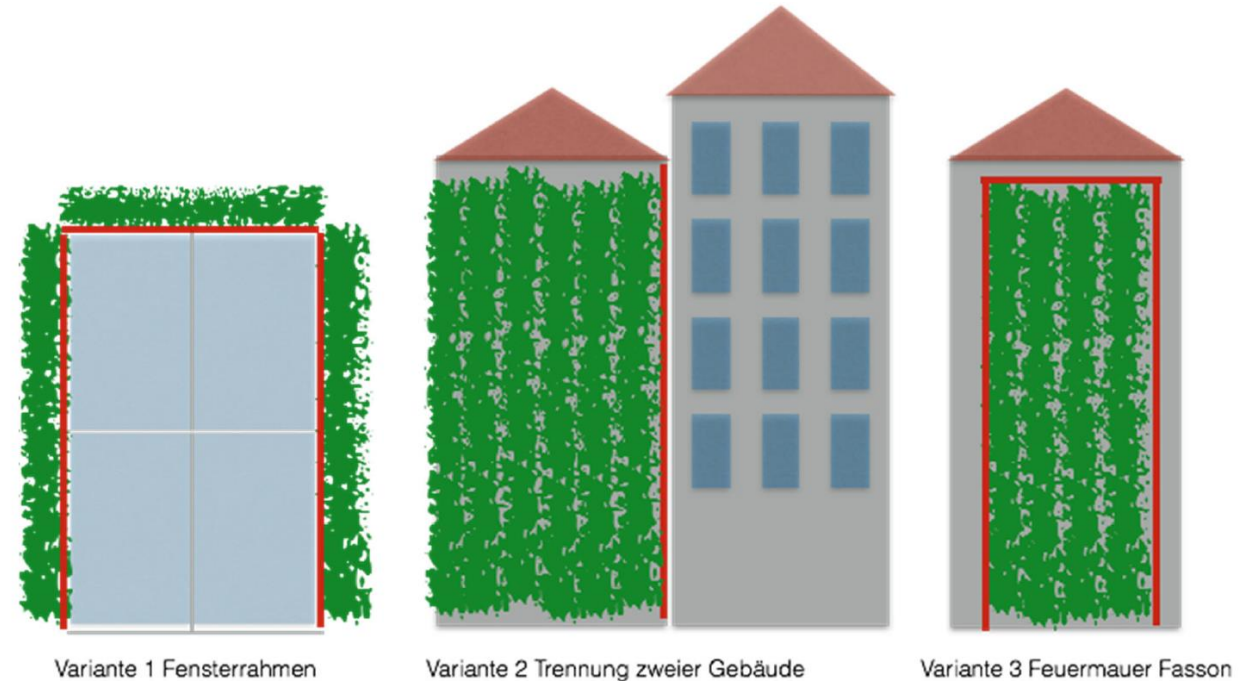 Variante 1 Fensterrahmen
Variante 2 Trennung zweier Gebäude
Variante 3 Feuermauer Fasson